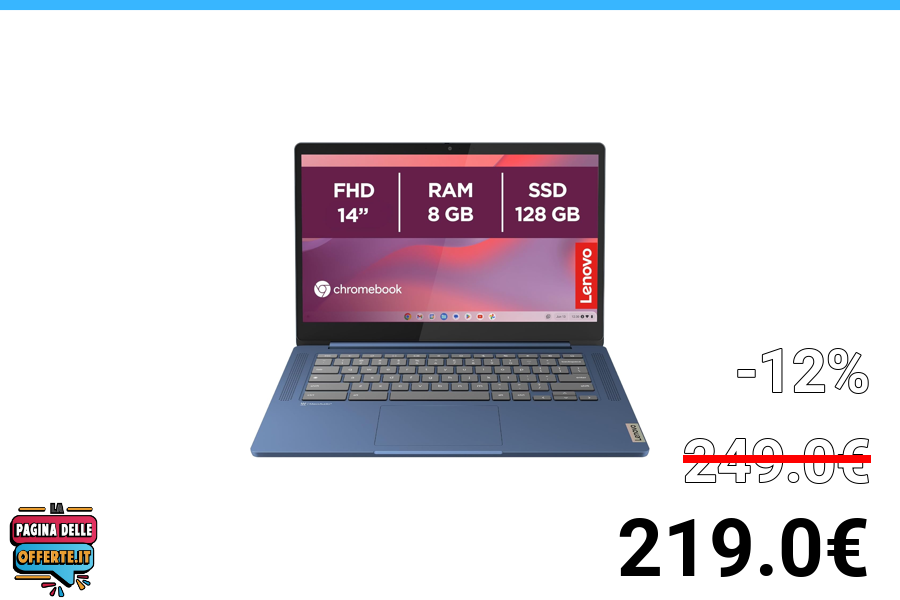 FHD
14”
RAM
8 GB
SSD
128 GB
Lenovo
chromebook
-12%
249.0€
219.0€
LA
PAGINA DELLE
OFFERTE.IT